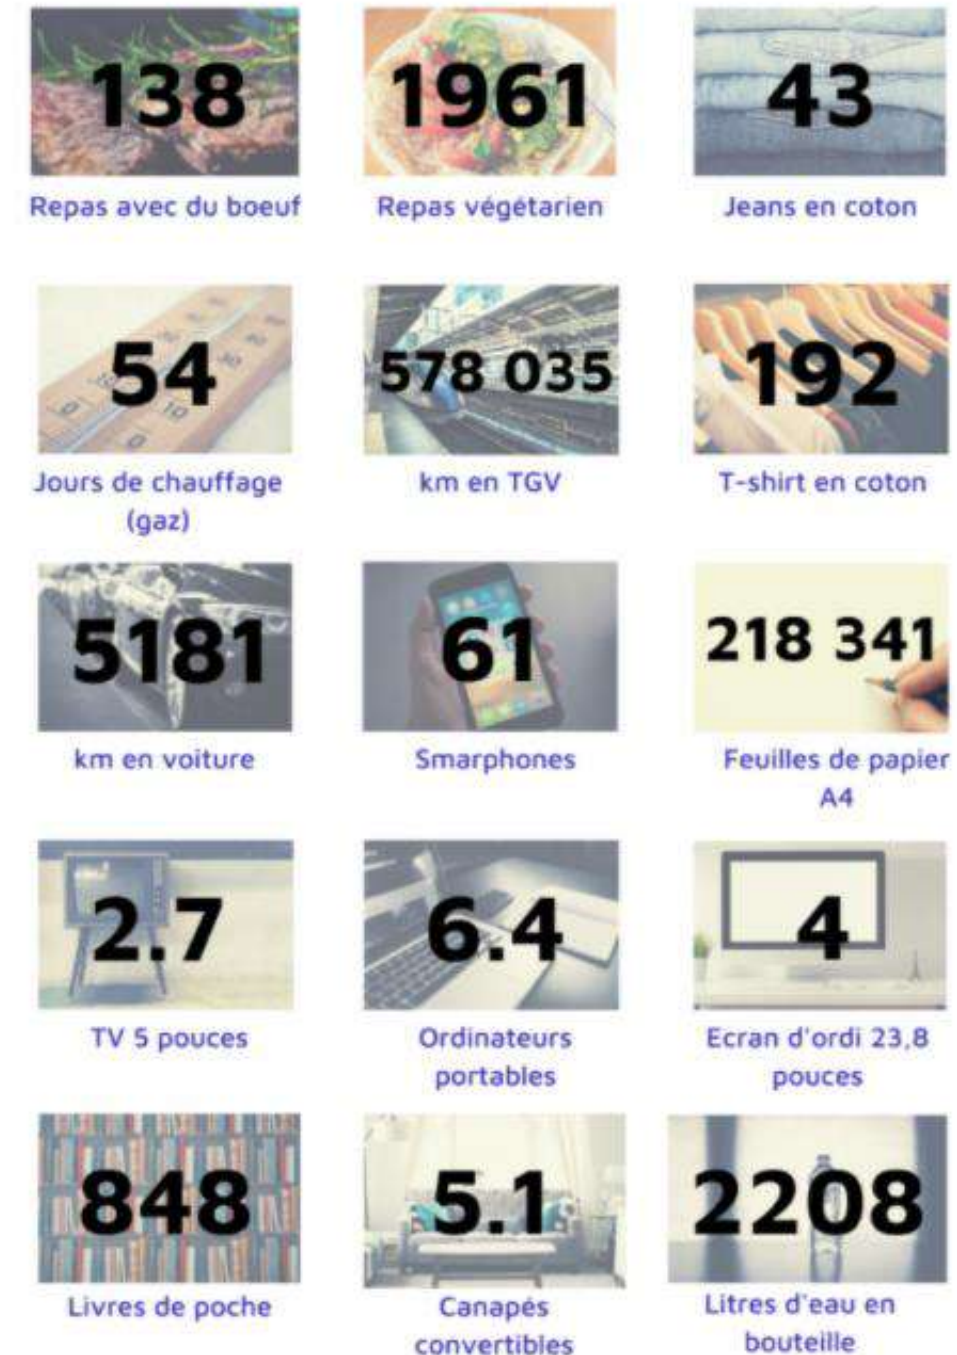 138
1961
43
Repas avec du boeuf
Repas végétarien
Jeans en coton
54
578 035
192
Jours de chauffage
(gaz)
km en TGV
T-shirt en coton
5181
61
218 341
km en voiture
Smarphones
Feuilles de papier
A4
2.7
6.4
4
TV 5 pouces
Ordinateurs
portables
Ecran d'ordi 23,8
pouces
848
5.1
2208
Livres de poche
Canapés
convertibles
Litres d'eau en
bouteille